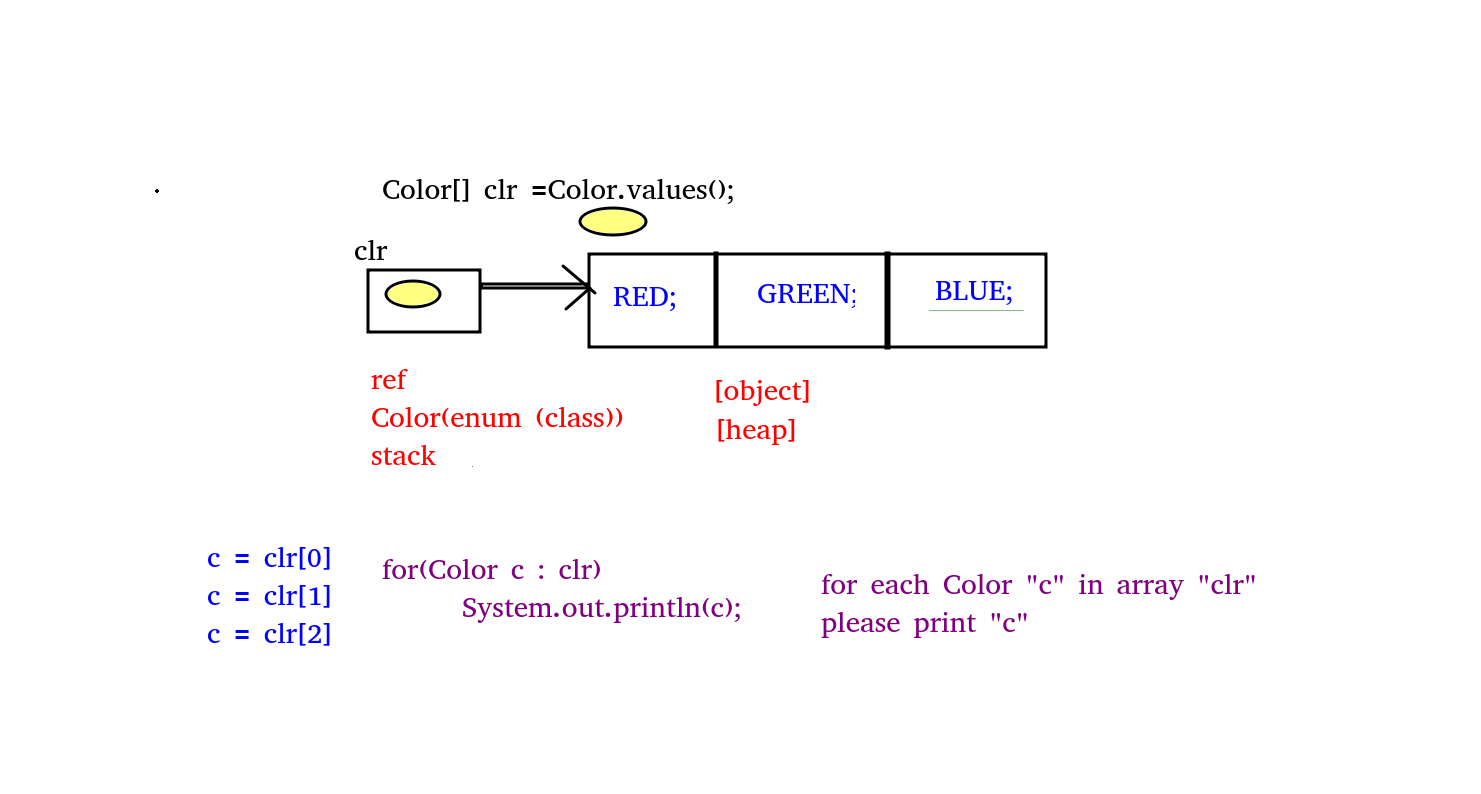 Color[] clr =Color.values();
clr
RED; GREEN; BLUE;
ref
Color(enum (class))
stack
[object]
[heap]
c = clr[0]
c = clr[1]
c = clr[2]
for(Color c : clr)
System.out.println(c);
for each Color "c" in array "clr"
please print "c"